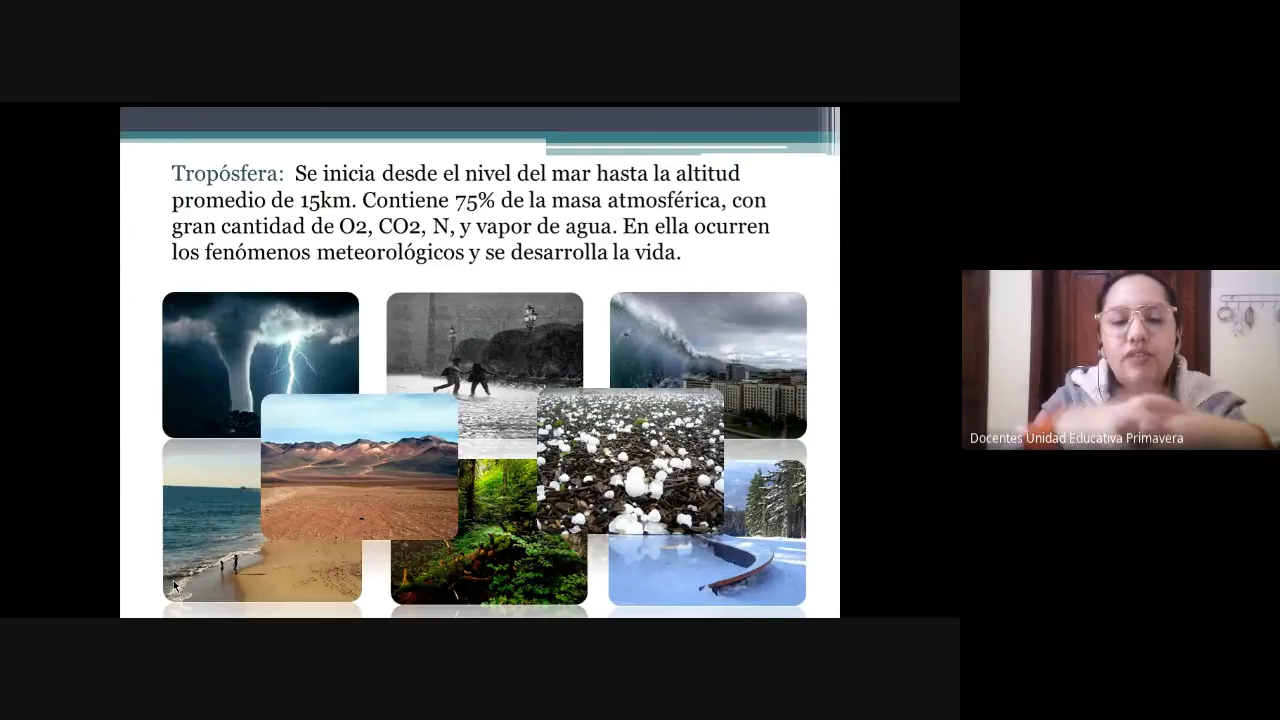 Tropósfera: Se inicia desde el nivel del mar hasta la altitud
promedio de 15km. Contiene 75% de la masa atmosférica, con
gran cantidad de O2, CO2, N, y vapor de agua. En ella ocurren
los fenómenos meteorológicos y se desarrolla la vida.
Docentes Unidad Educativa Primavera